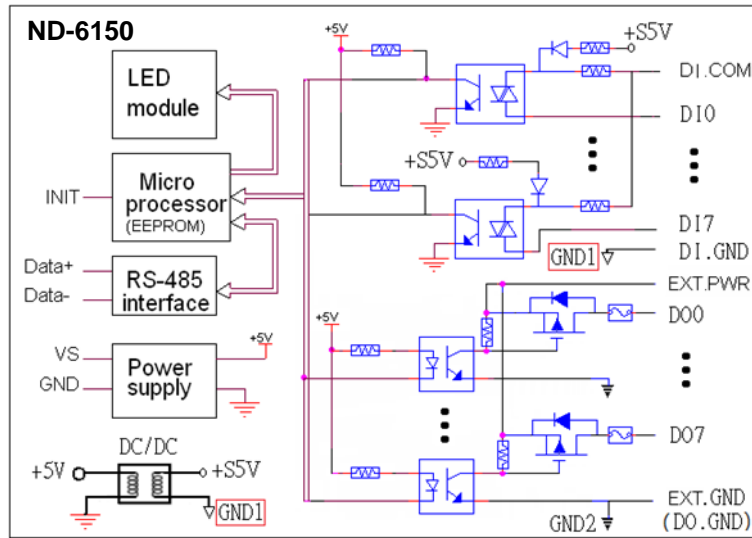 ND-6150
LED
module
Micro
processor
(EEPROM)
INIT
Data+
Data-
RS-485
interface
VS
GND
Power
supply
+5V
DC/DC
+5V
+S5V
GND1
+5V
+S5V
DI.COM
DI0
+S5V
DI7
GND1
DI.GND
EXT.PWR
+5V
DO0
DO7
EXT.GND
GND2
(DO.GND)